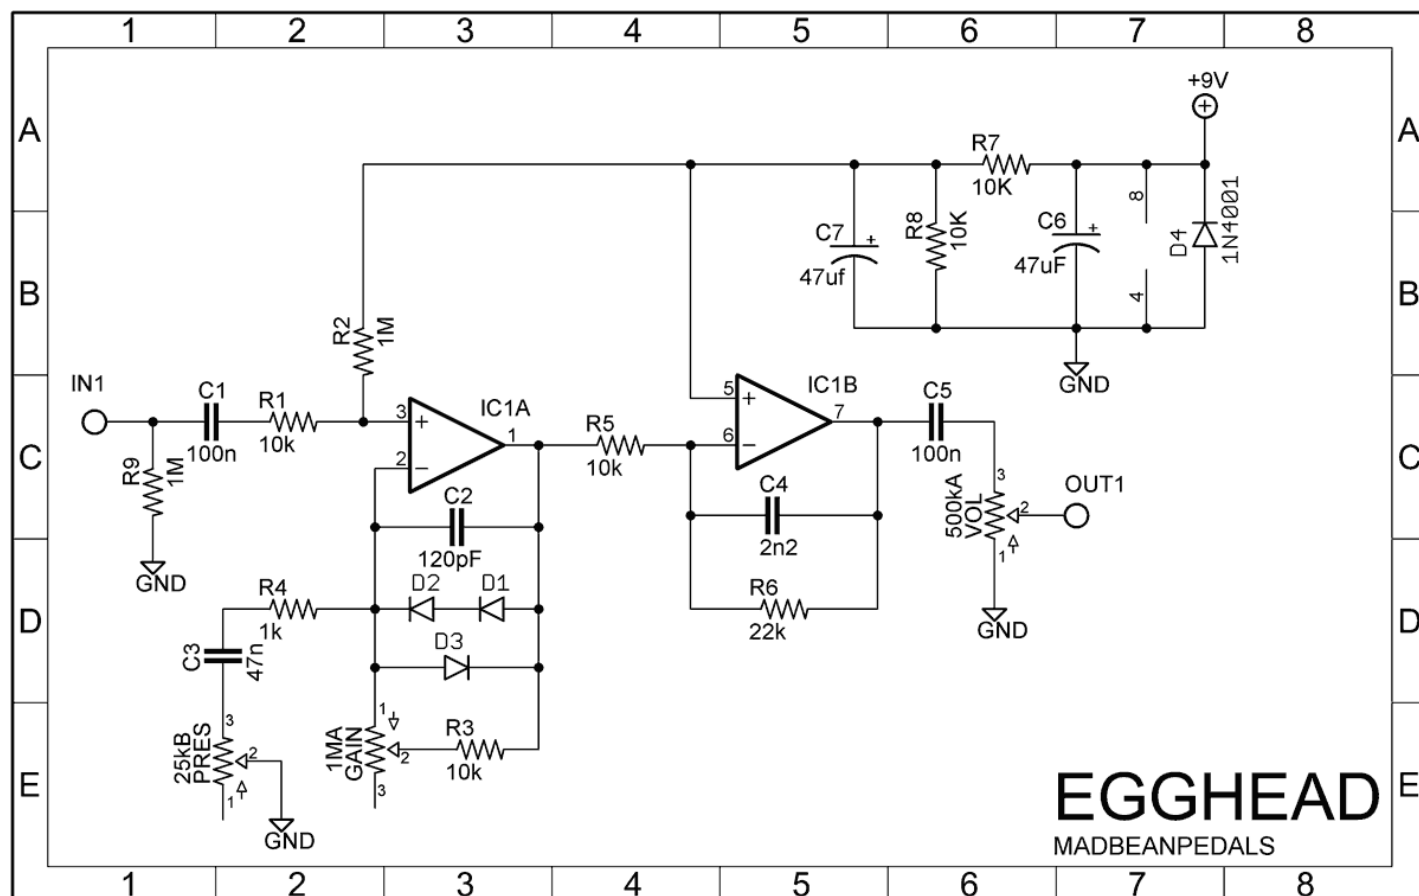 1 2 3 4 5 6 7 8
+9V
A
A
R7
10K
8
1N4001
C7
+
47uf
R8
10K
C6
+
47uF
D4
4
B
B
R2
1M
GND
IN1
C1
100n
R1
10k
3
+
IC1A
1
2
−
R5
10k
5
+
IC1B
7
6
−
C5
100n
C
C
R9
1M
GND
C2
120pF
C4
2n2
3
500kA
VOL
2
1
OUT1
GND
R4
1k
D2
D1
D3
R6
22k
D
D
C3
47n
3
25kB
PRES
2
1
GND
1
1MA
GAIN
2
3
R3
10k
E
E
EGGHEAD
MADBEANPEDALS
1 2 3 4 5 6 7 8